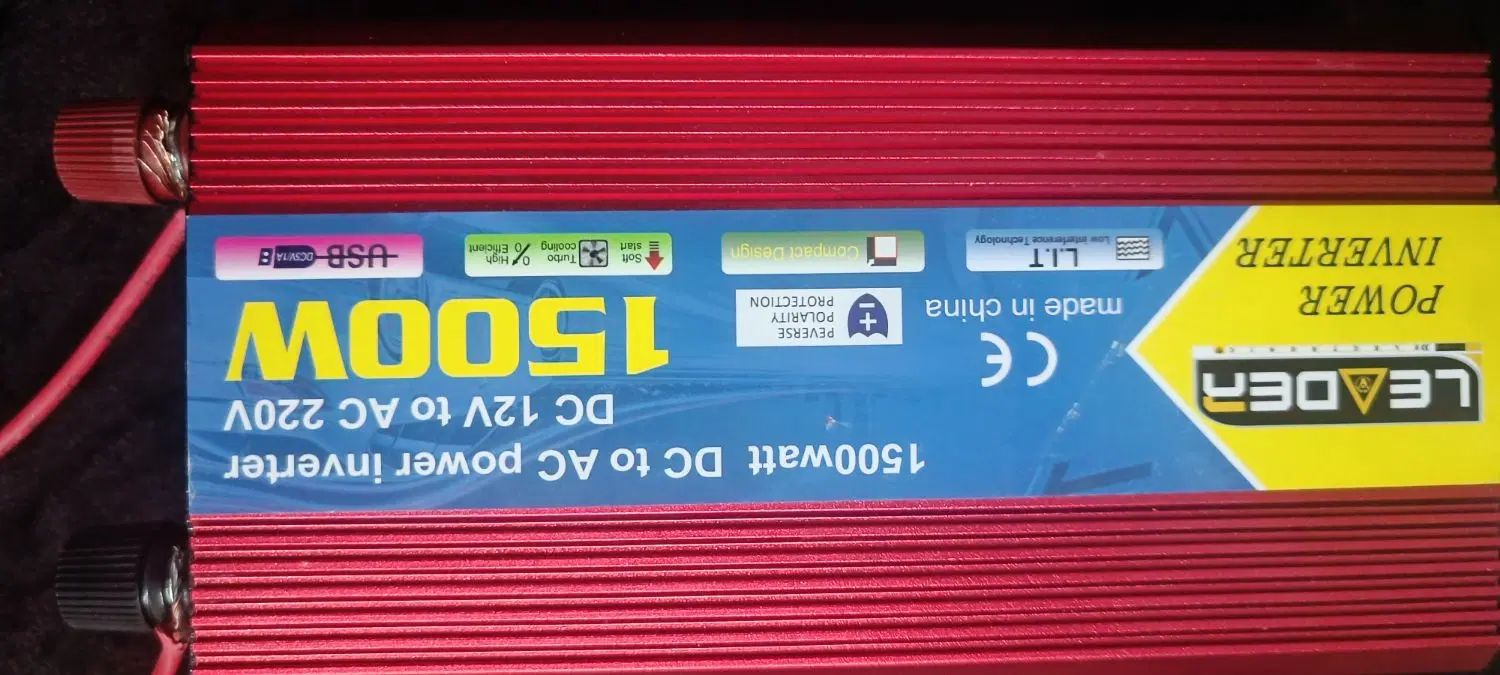 LEADER
POWER
INVERTER
1500watt DC to AC power inverter
DC 12V to AC 220V
1500W
CE
made in china
PEVERSE
POLARITY
PROTECTION
L.I.T
Low interference Technology
Compact Design
Soft start
Turbo cooling
High Efficient
USB DC5V/1A